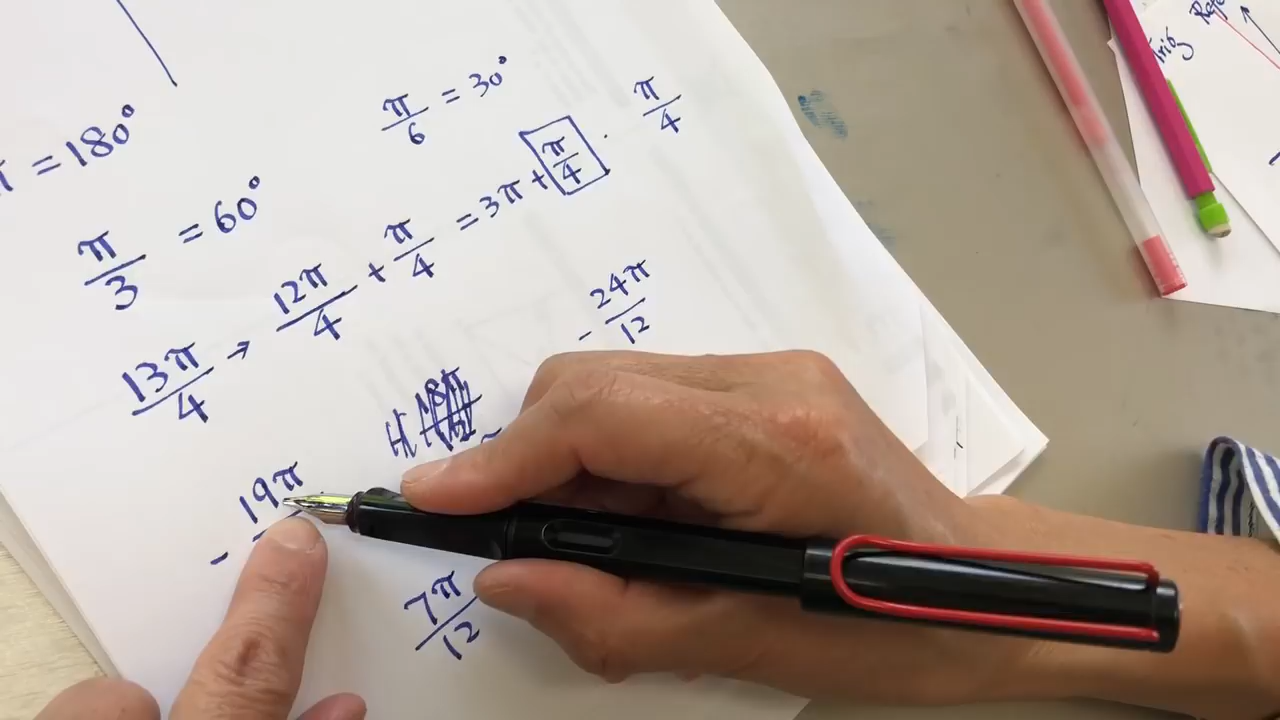 π = 180°
π/6 = 30°
π/3 = 60°
13π/4 → 12π/4 + π/4 = 3π + π/4 · π/4
- 24π/12
- 19π
7π/12
Trig